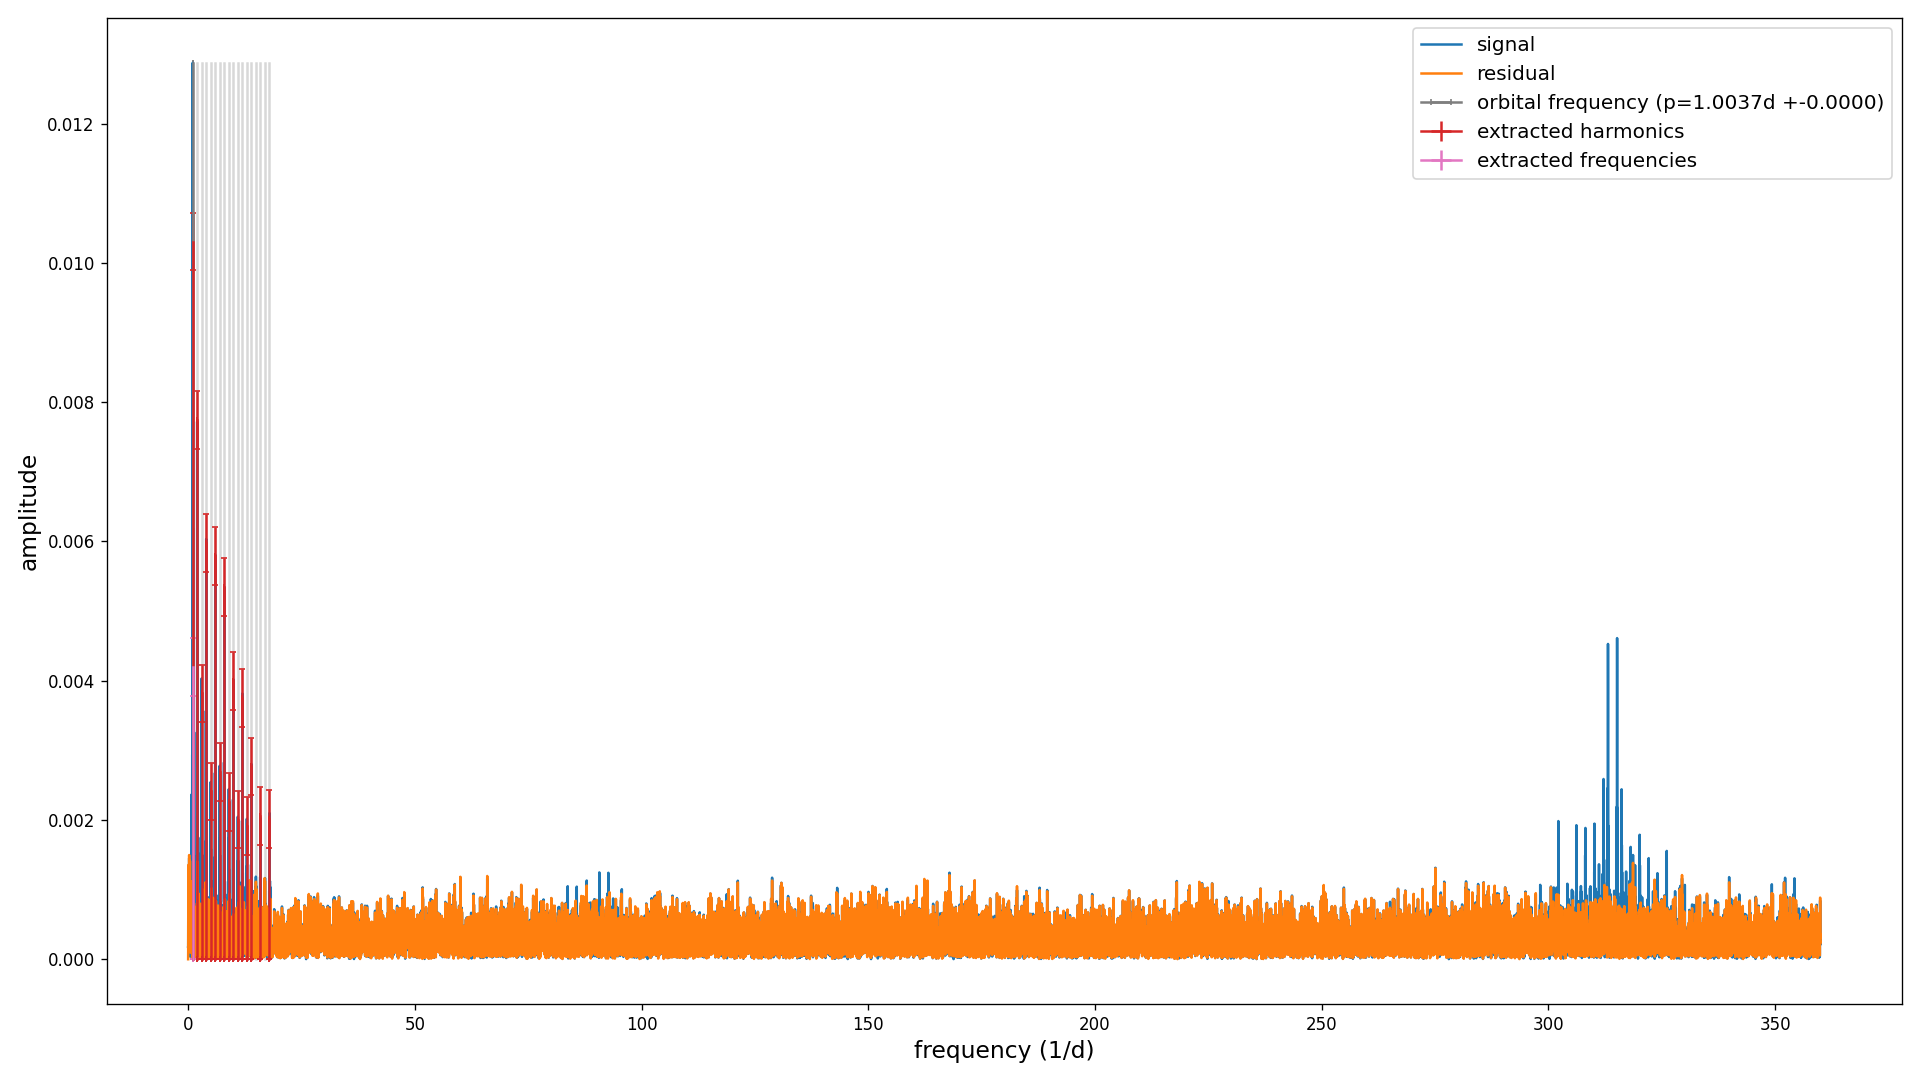 signal
residual
orbital frequency (p=1.0037d +-0.0000)
extracted harmonics
extracted frequencies
0.012
0.010
0.008
0.006
0.004
0.002
0.000
amplitude
0 50 100 150 200 250 300 350
frequency (1/d)